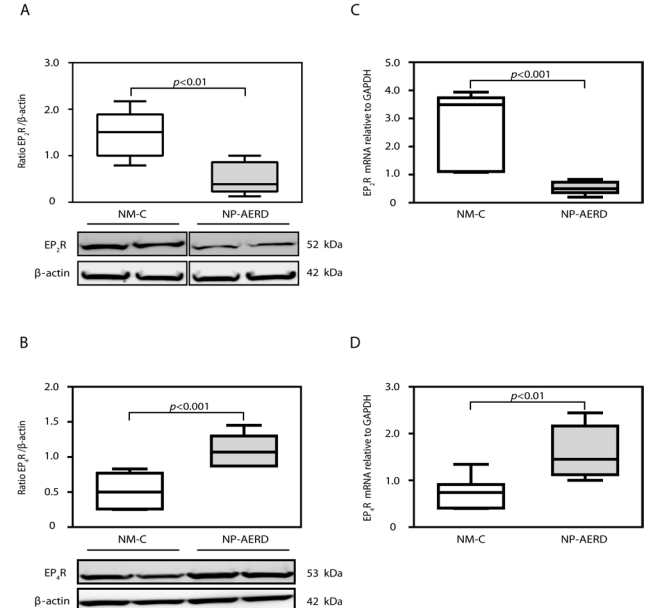 A
Ratio EP2R /β-actin
3.0
2.0
1.0
0
p<0.01
NM-C NP-AERD
EP2R 52 kDa
β-actin 42 kDa
C
EP2R mRNA relative to GAPDH
5.0
4.0
3.0
2.0
1.0
0
p<0.001
NM-C NP-AERD
B
Ratio EP4R /β-actin
2.0
1.5
1.0
0.5
0
p<0.001
NM-C NP-AERD
EP4R 53 kDa
β-actin 42 kDa
D
EP4R mRNA relative to GAPDH
3.0
2.0
1.0
0
p<0.01
NM-C NP-AERD